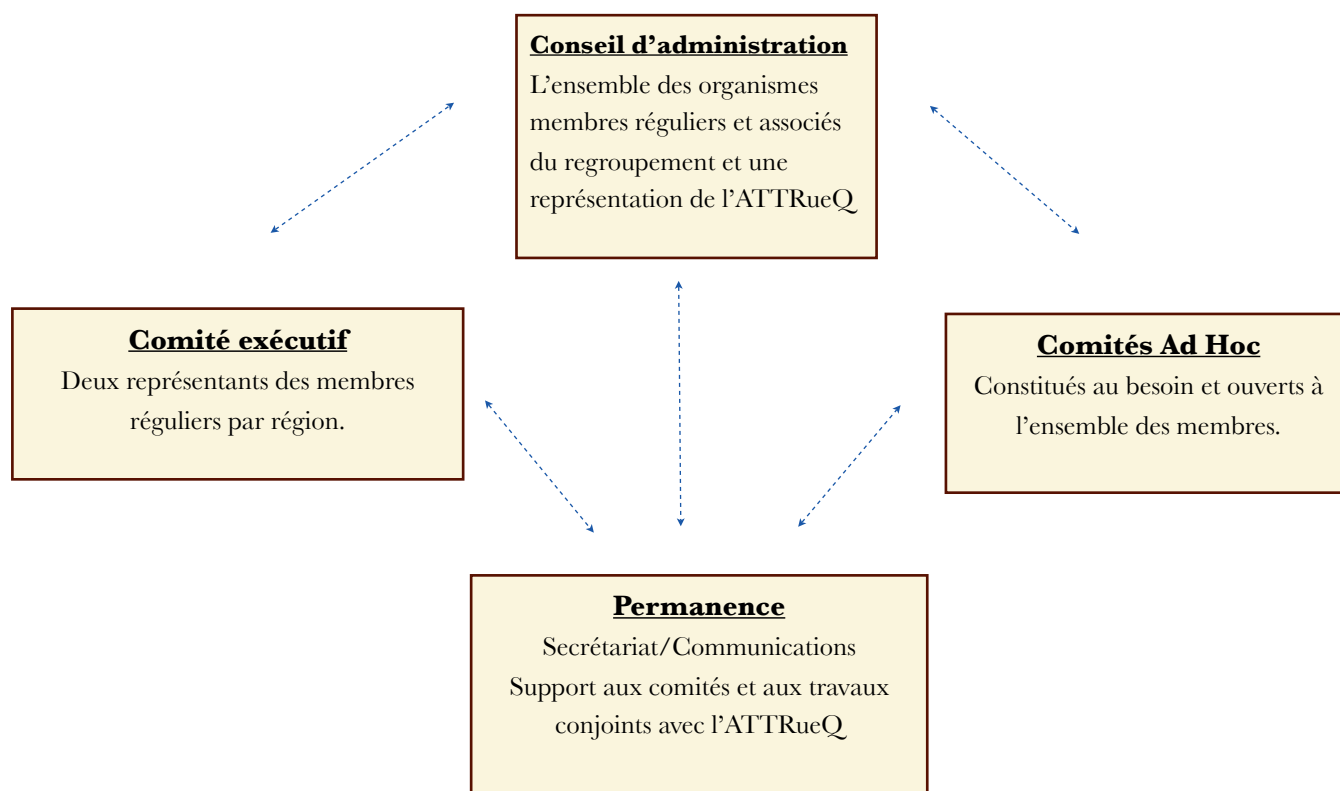 Conseil d’administration
L’ensemble des organismes
membres réguliers et associés
du regroupement et une
représentation de l’ATTRueQ
Comité exécutif
Deux représentants des membres
réguliers par région.
Comités Ad Hoc
Constitués au besoin et ouverts à
l’ensemble des membres.
Permanence
Secrétariat/Communications
Support aux comités et aux travaux
conjoints avec l’ATTRueQ